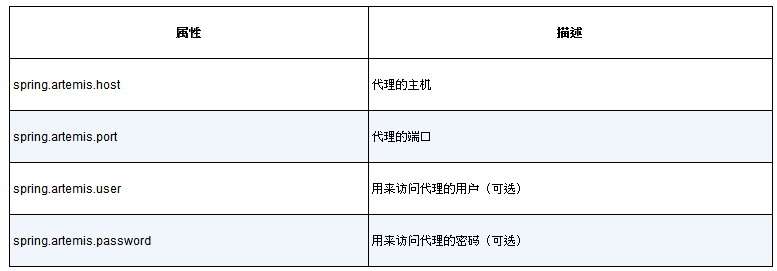 属性 描述
spring.artemis.host 代理的主机
spring.artemis.port 代理的端口
spring.artemis.user 用来访问代理的用户（可选）
spring.artemis.password 用来访问代理的密码（可选）